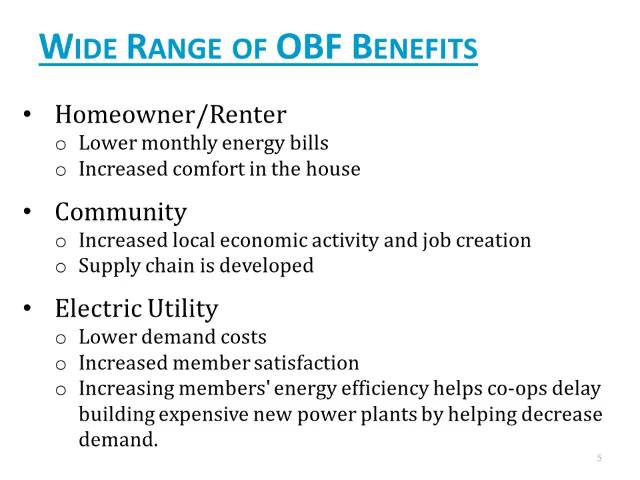 WIDE RANGE OF OBF BENEFITS
• Homeowner/Renter
o Lower monthly energy bills
o Increased comfort in the house
• Community
o Increased local economic activity and job creation
o Supply chain is developed
• Electric Utility
o Lower demand costs
o Increased member satisfaction
o Increasing members' energy efficiency helps co-ops delay
building expensive new power plants by helping decrease
demand.
5